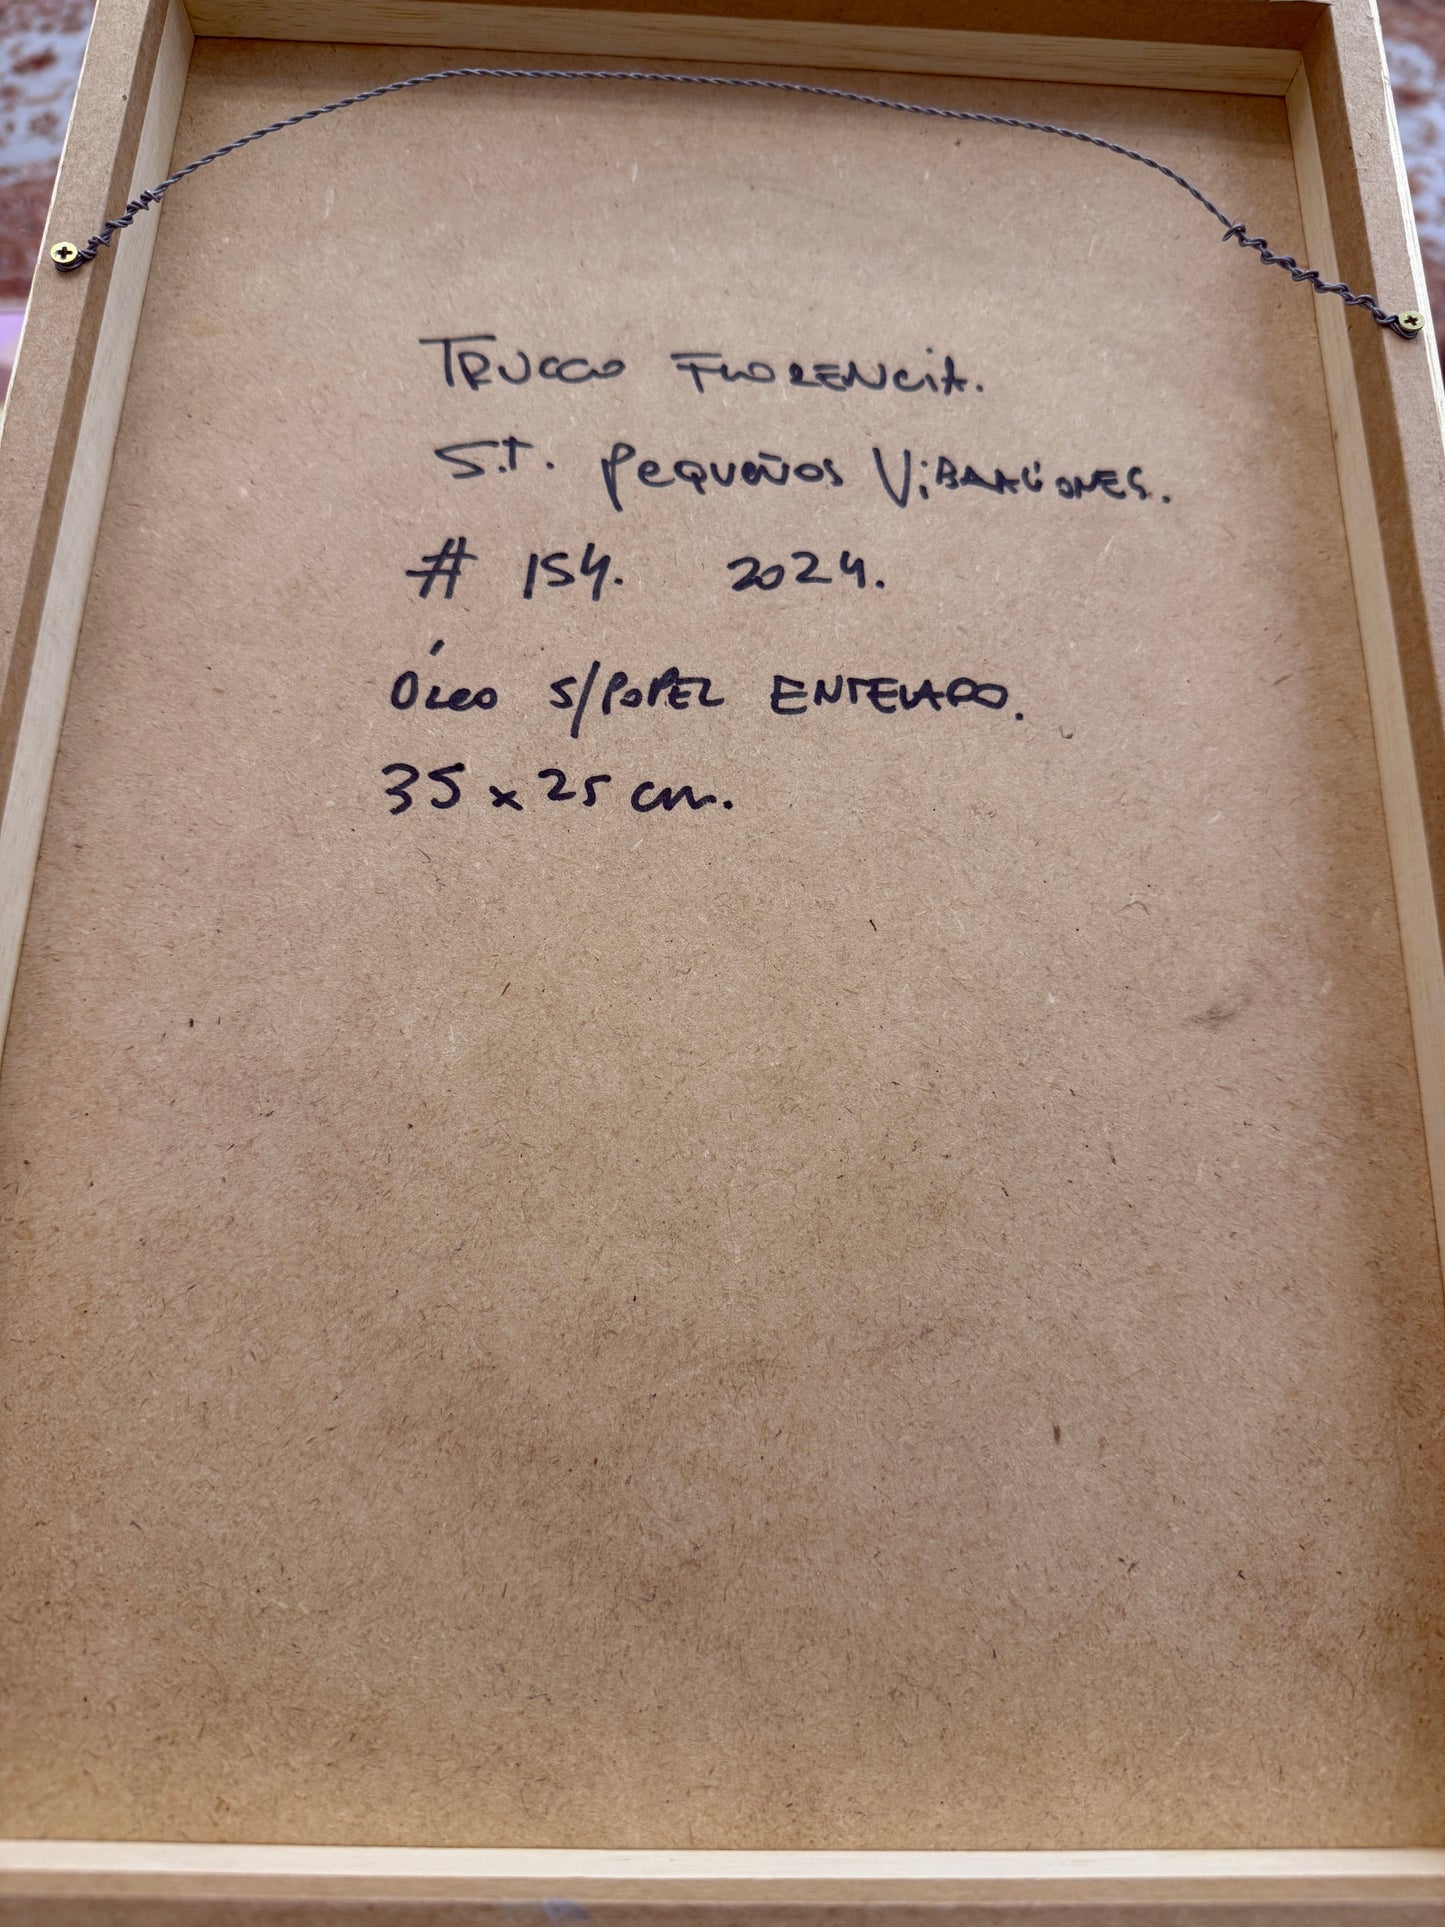 TRUCCO FLORENCIA.
S.T. PEQUEÑOS VIBRACIONES.
# 154. 2024.
ÓLEO S/PAPEL ENTELADO.
35 x 25 cm.